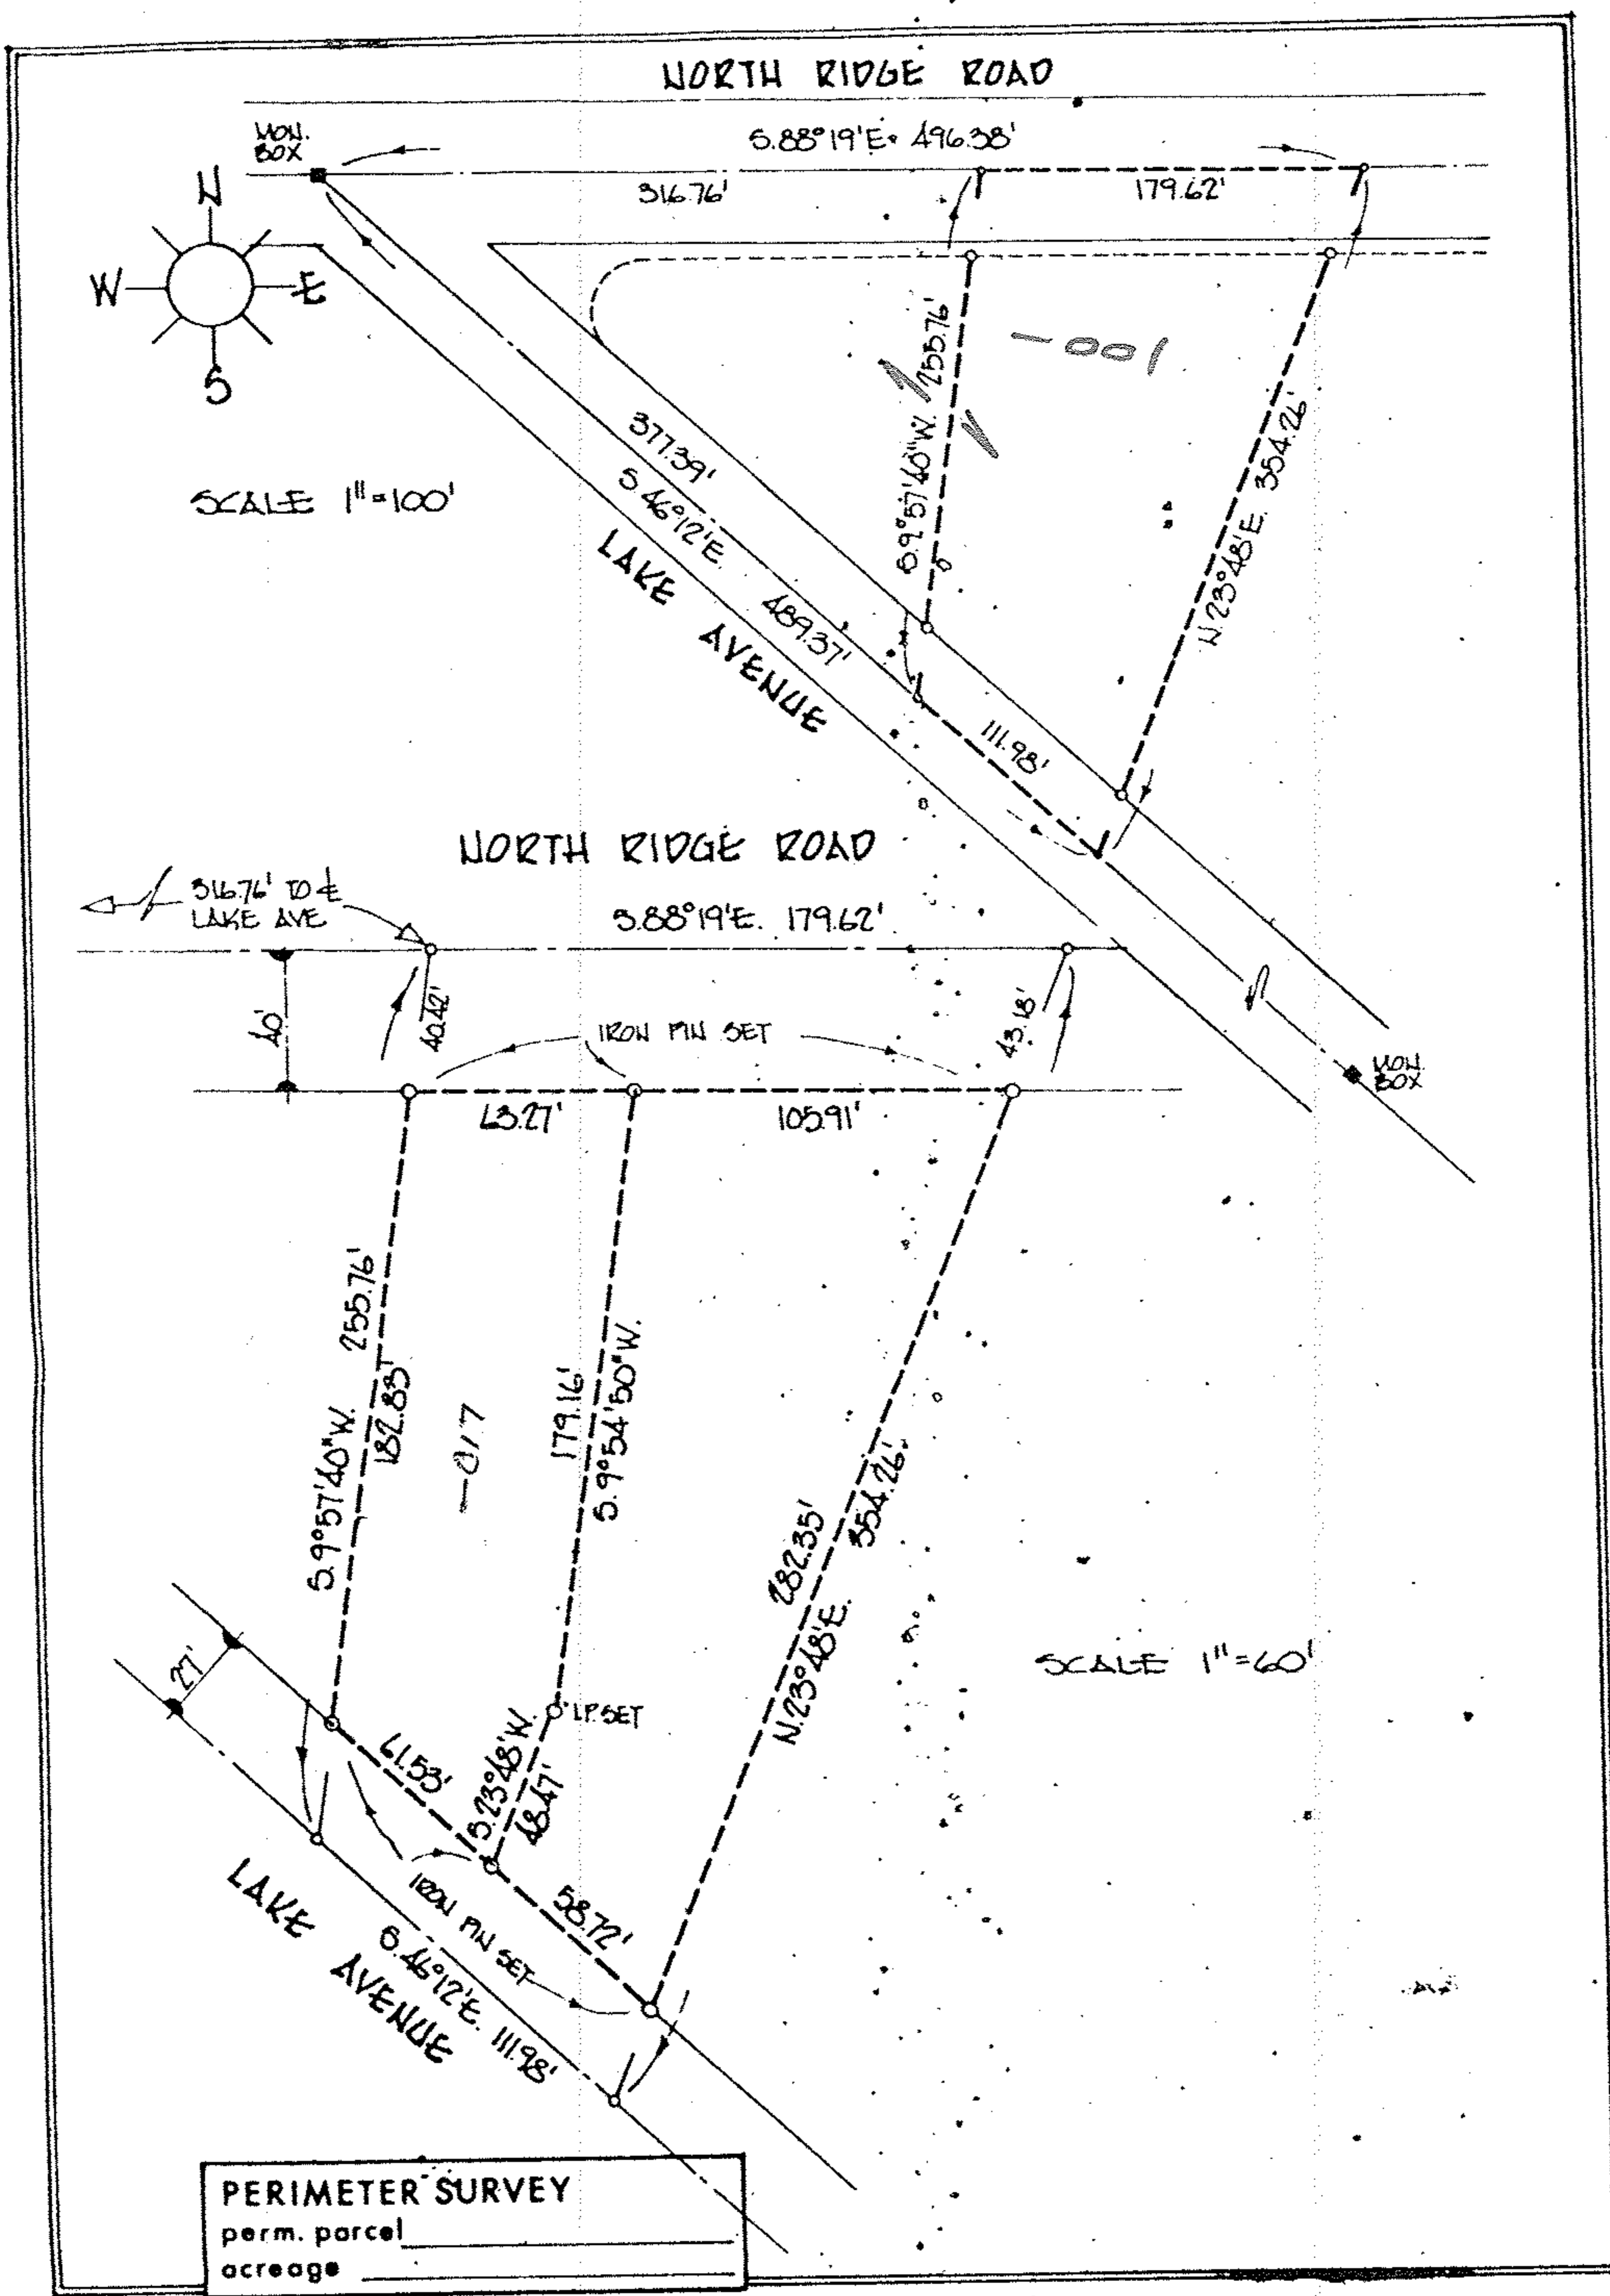 NORTH RIDGE ROAD
MON.
BOX
S.88°19'E. 496.38'
316.76'
179.62'
N
W
E
S
S.9°57'40"W. 255.76'
-001
N.23°48'E. 354.26'
377.39'
S 46°12'E.
489.37'
SCALE 1"=100'
LAKE
AVENUE
111.98'
NORTH RIDGE ROAD
316.76' TO ℄
LAKE AVE
S.88°19'E. 179.62'
40'
40.42'
IRON PIN SET
43.18'
MON.
BOX
63.27'
105.91'
S.9°57'40"W. 255.76'
182.83'
-017
179.16'
S.9°54'50"W.
282.35'
354.26'
N.23°48'E.
SCALE 1"=60'
27'
I.P. SET
61.53'
S.23°48'W.
48.47'
IRON PIN SET
58.72'
LAKE
AVENUE
S.46°12'E. 111.98'
PERIMETER SURVEY
perm. parcel
acreage